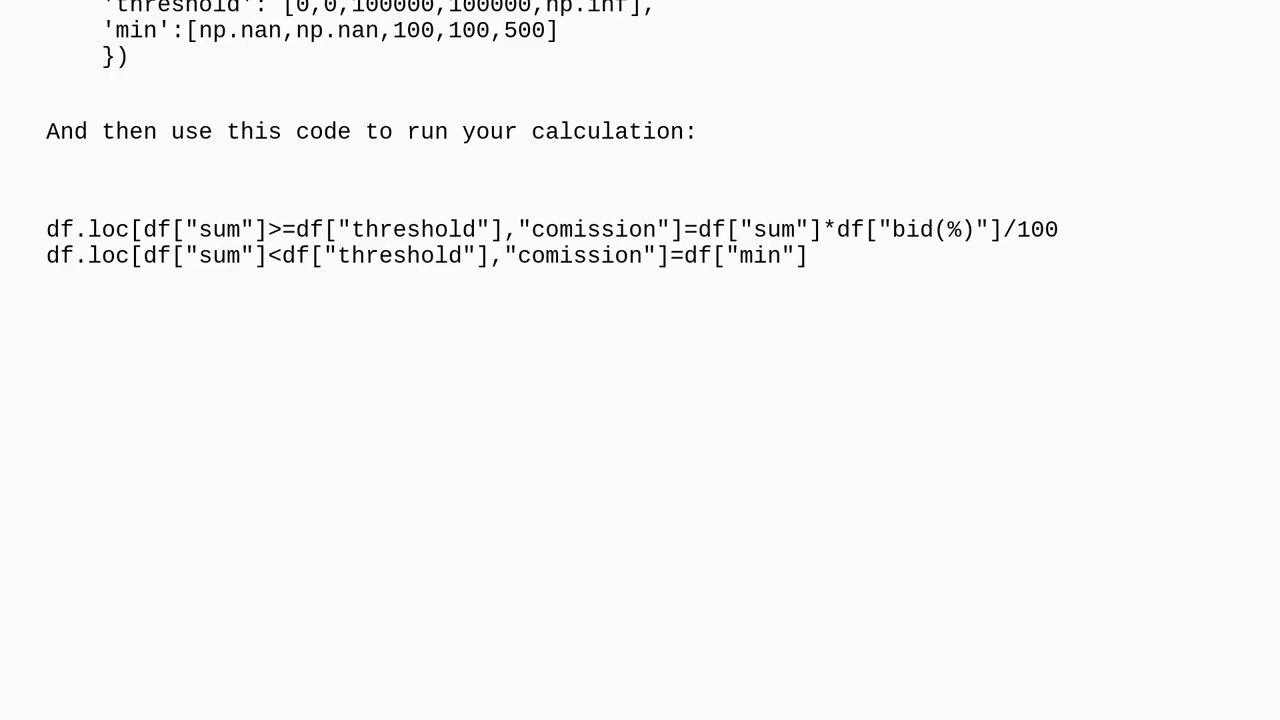 'threshold': [0,0,100000,100000,np.inf],
'min':[np.nan,np.nan,100,100,500]
})
And then use this code to run your calculation:
df.loc[df["sum"]>=df["threshold"],"comission"]=df["sum"]*df["bid(%)"]/100
df.loc[df["sum"]<df["threshold"],"comission"]=df["min"]